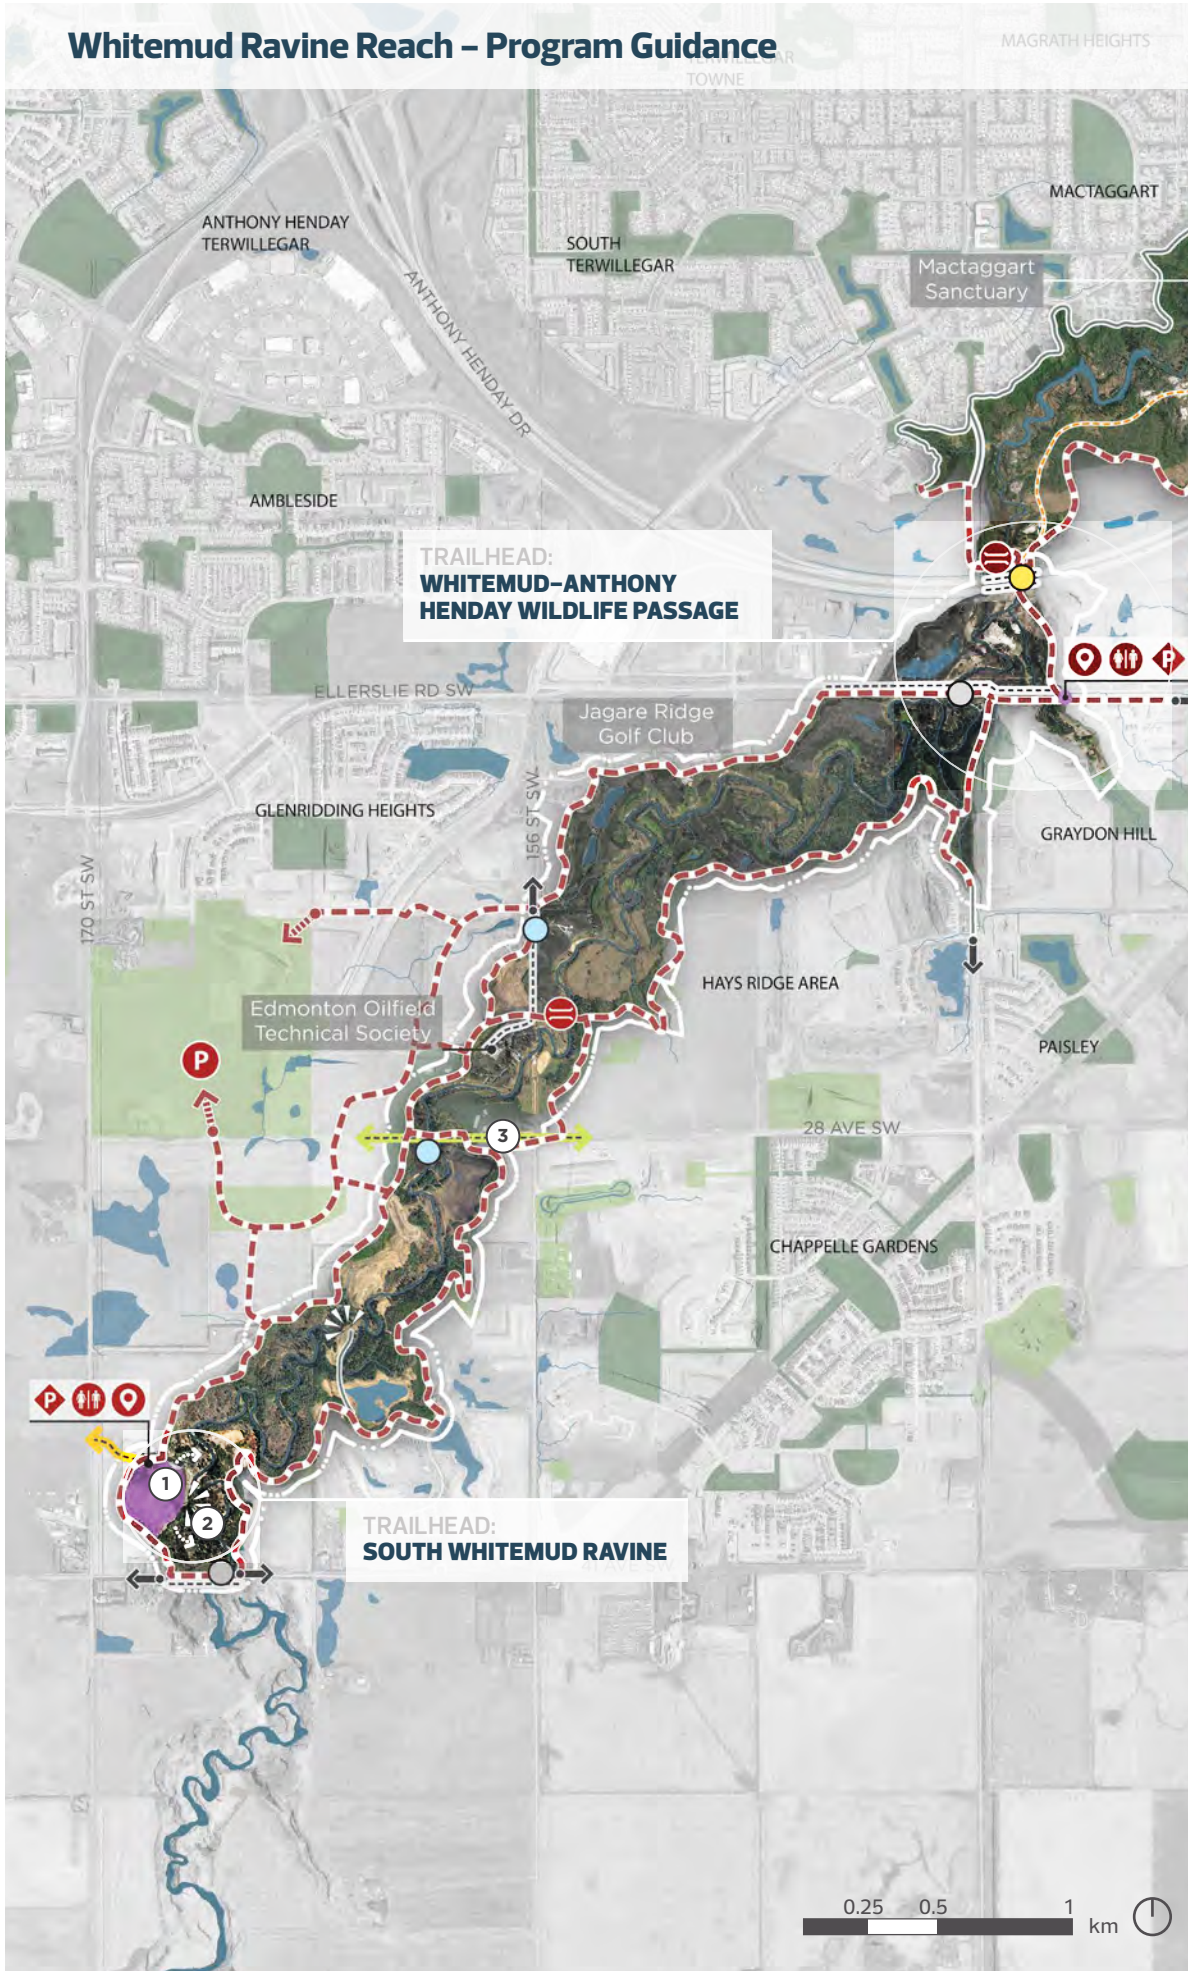 Whitemud Ravine Reach – Program Guidance
MAGRATH HEIGHTS
TERWILLEGAR
TOWNE
MACTAGGART
ANTHONY HENDAY
TERWILLEGAR
SOUTH
TERWILLEGAR
Mactaggart
Sanctuary
ANTHONY HENDAY DR
AMBLESIDE
TRAILHEAD:
WHITEMUD–ANTHONY
HENDAY WILDLIFE PASSAGE
P
ELLERSLIE RD SW
Jagare Ridge
Golf Club
GLENRIDDING HEIGHTS
156 ST SW
GRAYDON HILL
170 ST SW
HAYS RIDGE AREA
Edmonton Oilfield
Technical Society
PAISLEY
P
3
28 AVE SW
CHAPPELLE GARDENS
P
1
2
TRAILHEAD:
SOUTH WHITEMUD RAVINE
0.25 0.5 1
km